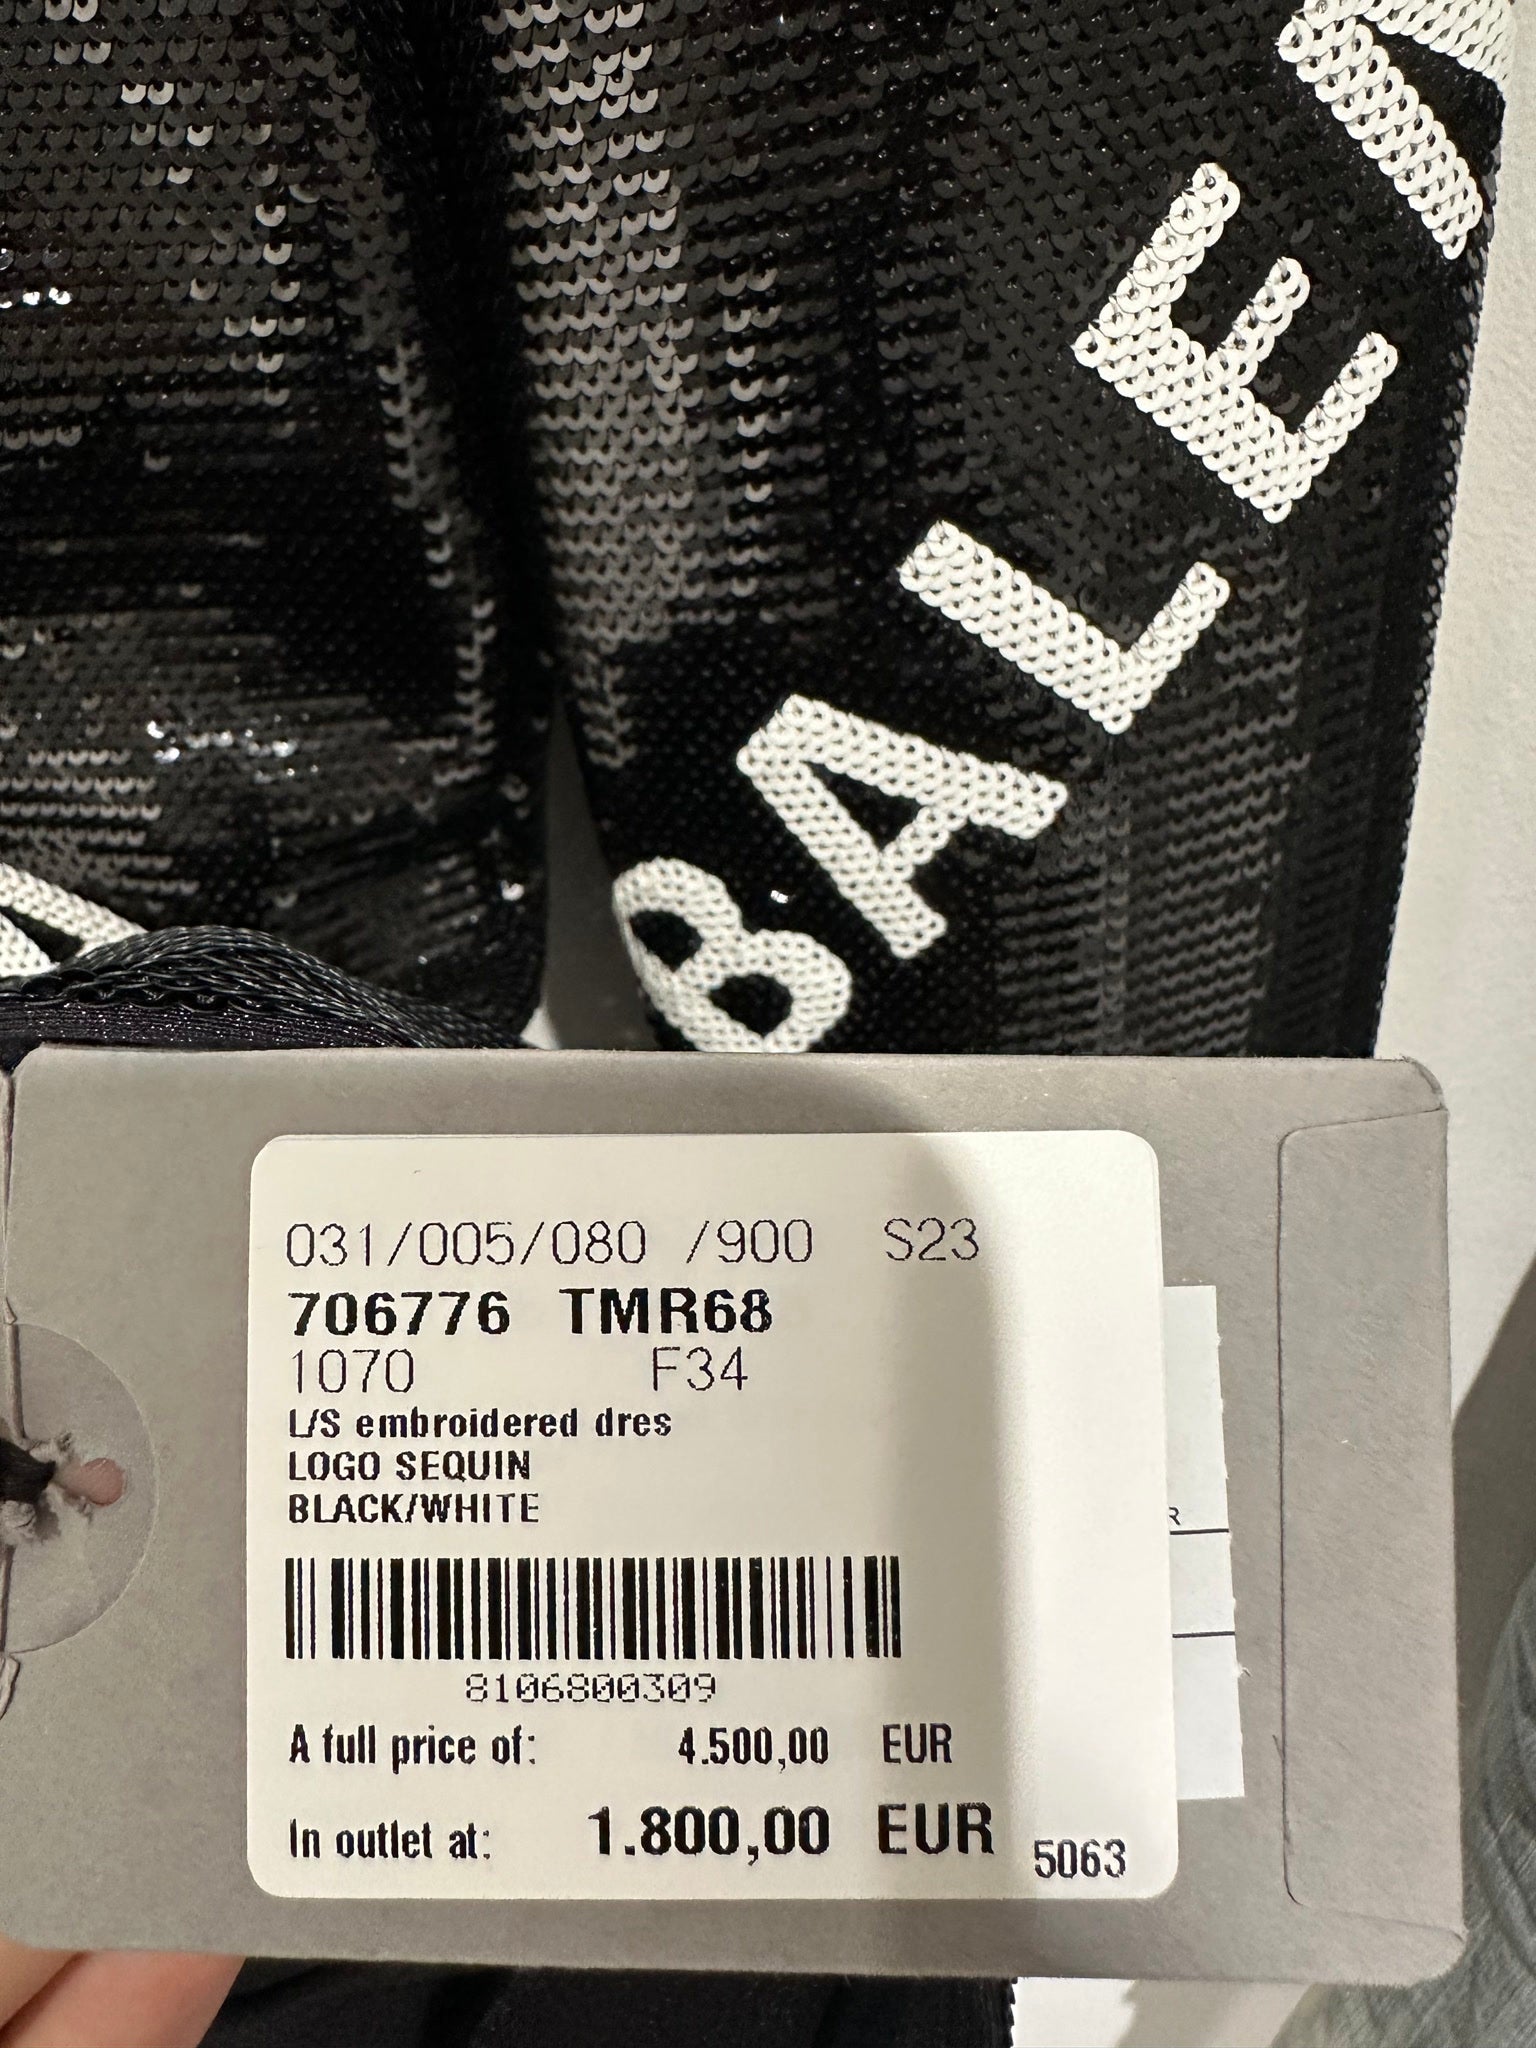 BALEN
031/005/080 /900 S23
706776 TMR68
1070 F34
L/S embroidered dres
LOGO SEQUIN
BLACK/WHITE
8106800309
A full price of: 4.500,00 EUR
In outlet at: 1.800,00 EUR 5063
R